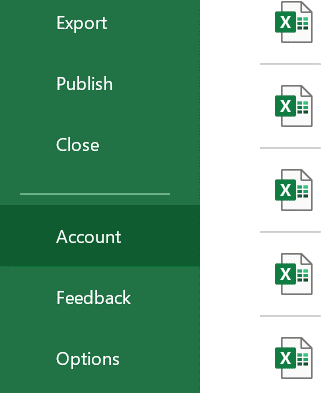 Export
Publish
Close
Account
Feedback
Options
X
X
X
X
X